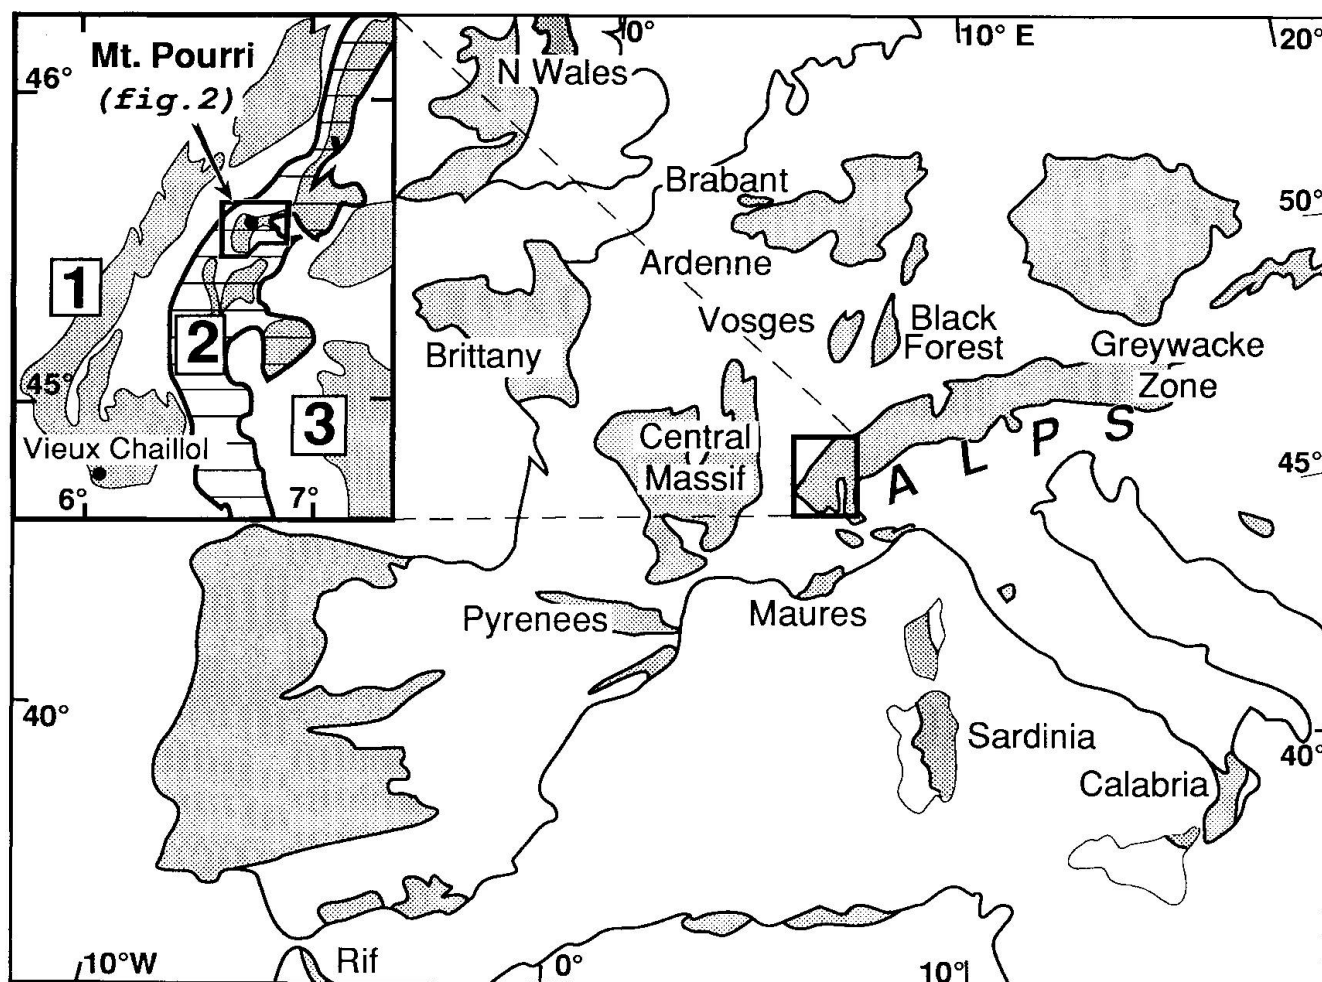 0°
10° E
20°
Mt. Pourri
(fig.2)
46°
N Wales
Brabant
50°
Ardenne
1
Vosges
Black
Forest
Greywacke
Zone
2
Brittany
45°
3
Central
Massif
ALPS
45°
Vieux Chaillol
6°
7°
Pyrenees
Maures
40°
Sardinia
40°
Calabria
10°W
Rif
0°
10°